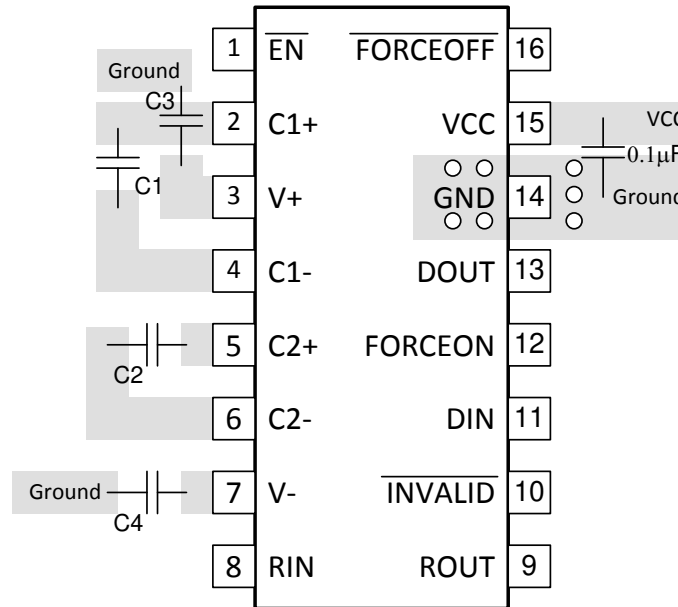 1 EN FORCEOFF 16
Ground
C3
2 C1+ VCC 15 VCC
C1 0.1µF
3 V+ GND 14 Ground
4 C1- DOUT 13
5 C2+ FORCEON 12
C2
6 C2- DIN 11
Ground 7 V- INVALID 10
C4
8 RIN ROUT 9